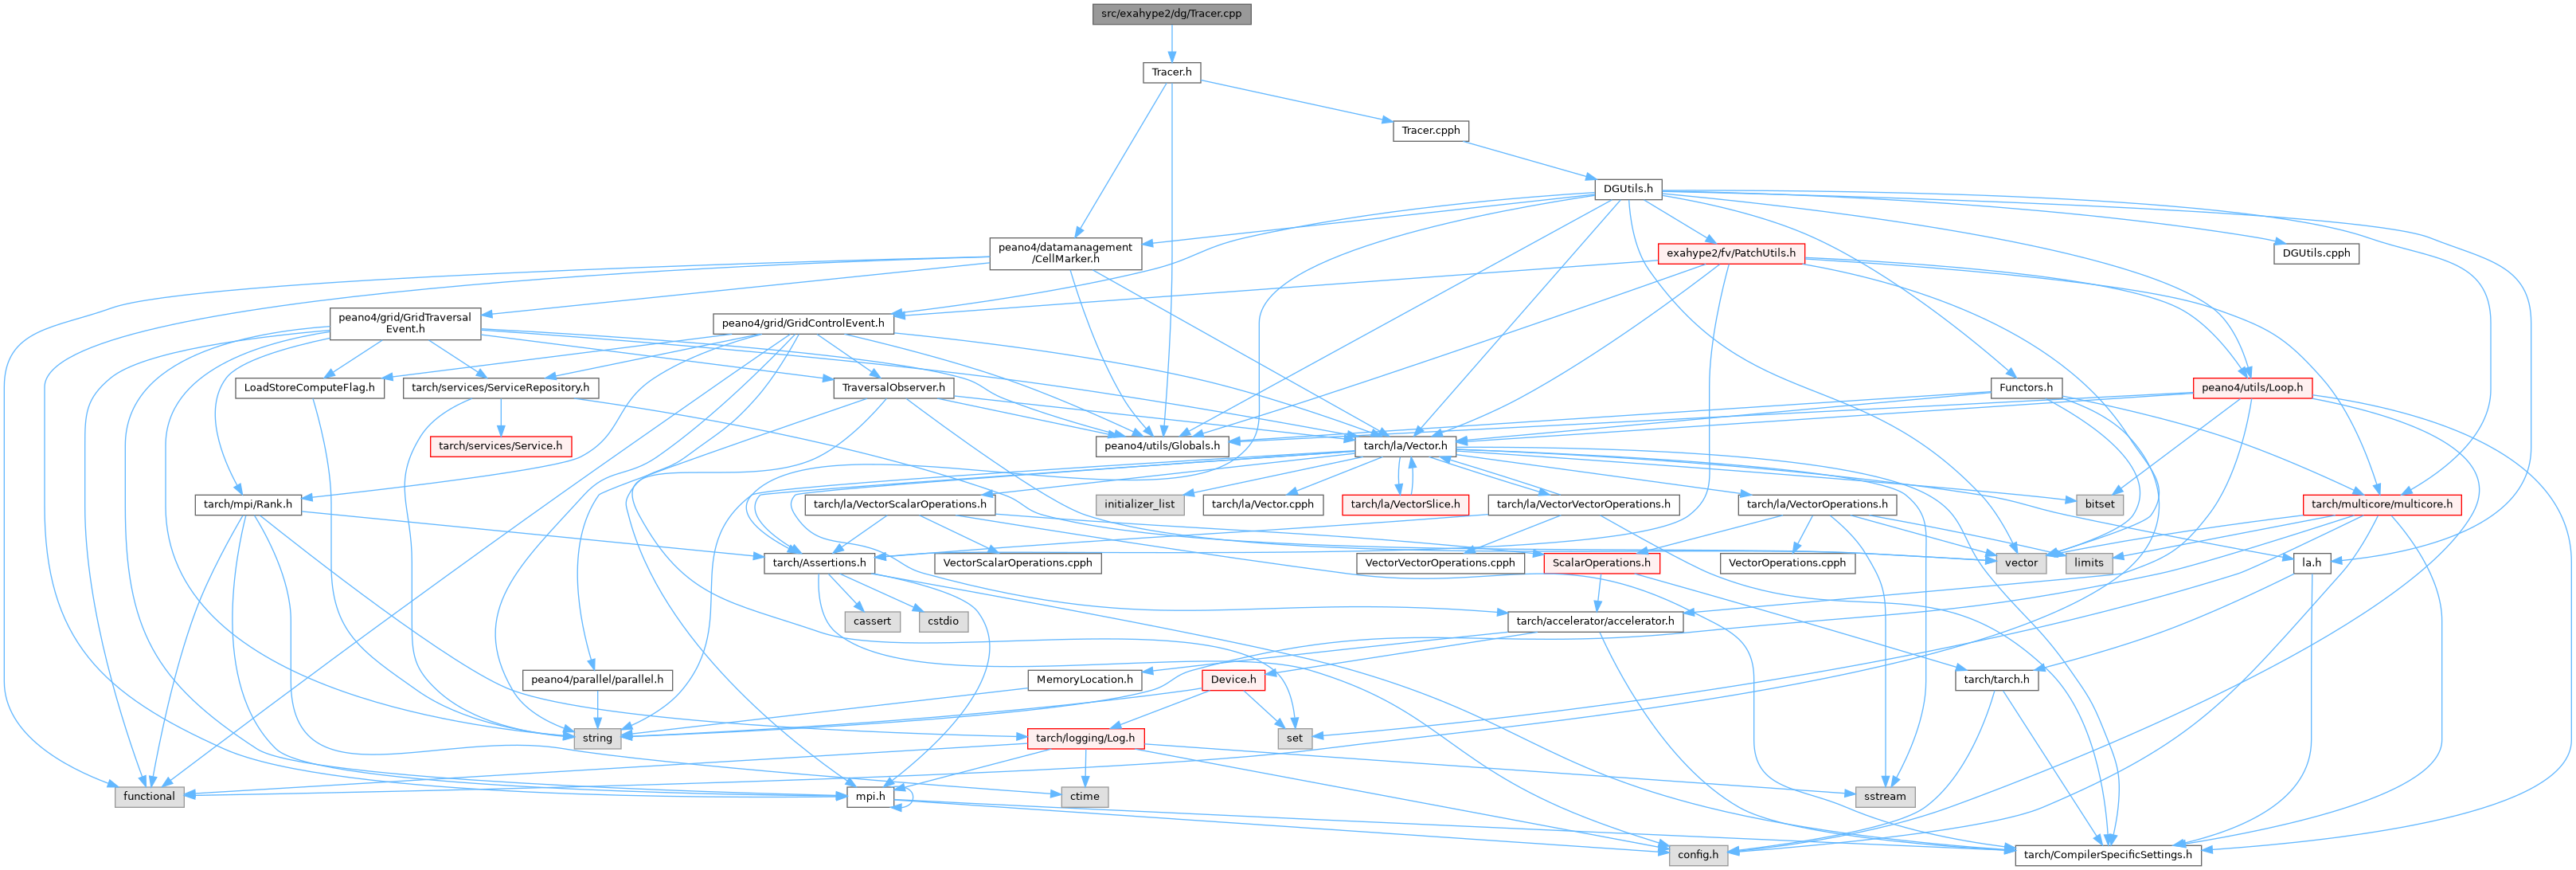 src/exahype2/dg/Tracer.cpp
Tracer.h
Tracer.cpph
DGUtils.h
peano4/datamanagement
/CellMarker.h
exahype2/fv/PatchUtils.h
DGUtils.cpph
peano4/grid/GridTraversal
Event.h
peano4/grid/GridControlEvent.h
LoadStoreComputeFlag.h
tarch/services/ServiceRepository.h
TraversalObserver.h
Functors.h
peano4/utils/Loop.h
tarch/services/Service.h
peano4/utils/Globals.h
tarch/la/Vector.h
tarch/mpi/Rank.h
tarch/la/VectorScalarOperations.h
initializer_list
tarch/la/Vector.cpph
tarch/la/VectorSlice.h
tarch/la/VectorVectorOperations.h
tarch/la/VectorOperations.h
bitset
tarch/multicore/multicore.h
tarch/Assertions.h
VectorScalarOperations.cpph
VectorVectorOperations.cpph
ScalarOperations.h
VectorOperations.cpph
vector
limits
la.h
cassert
cstdio
tarch/accelerator/accelerator.h
peano4/parallel/parallel.h
MemoryLocation.h
Device.h
tarch/tarch.h
string
tarch/logging/Log.h
set
functional
mpi.h
ctime
sstream
config.h
tarch/CompilerSpecificSettings.h